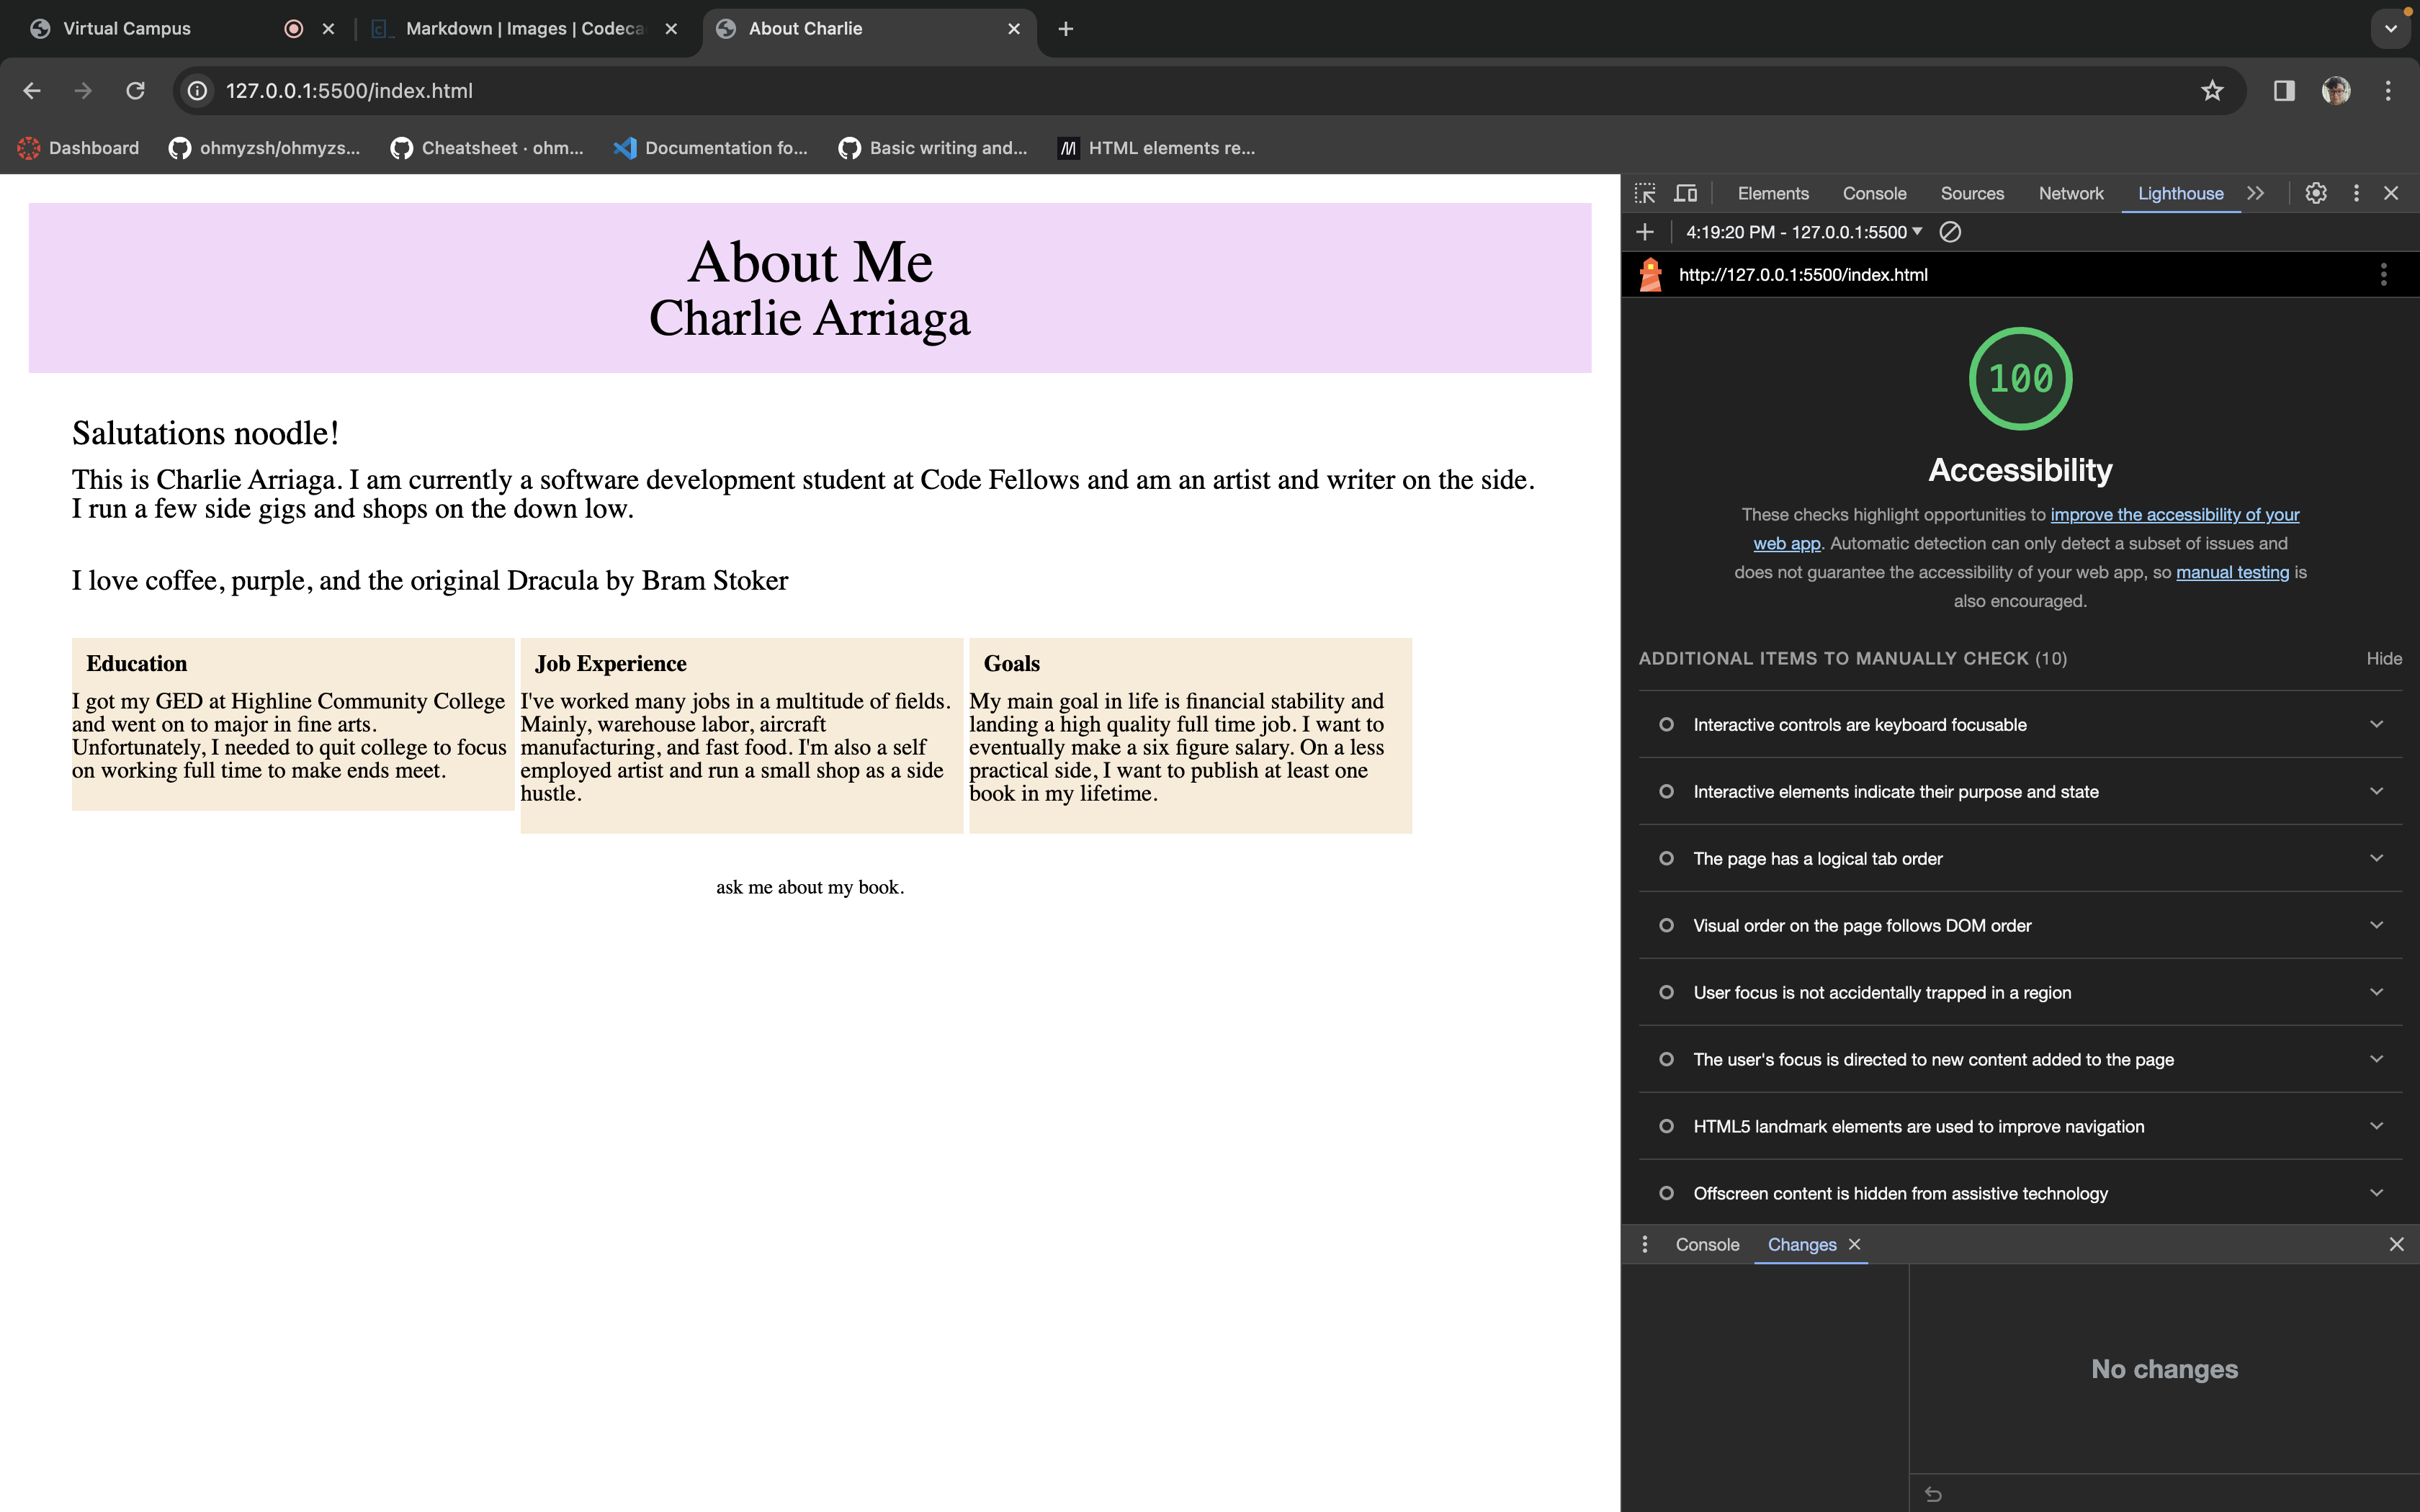 Virtual Campus
Markdown | Images | Codeca
About Charlie
127.0.0.1:5500/index.html
Dashboard
ohmyzsh/ohmyzs...
Cheatsheet · ohm...
Documentation fo...
Basic writing and...
HTML elements re...
About Me
Charlie Arriaga
Salutations noodle!
This is Charlie Arriaga. I am currently a software development student at Code Fellows and am an artist and writer on the side.
I run a few side gigs and shops on the down low.
I love coffee, purple, and the original Dracula by Bram Stoker
Education
I got my GED at Highline Community College
and went on to major in fine arts.
Unfortunately, I needed to quit college to focus
on working full time to make ends meet.
Job Experience
I've worked many jobs in a multitude of fields.
Mainly, warehouse labor, aircraft
manufacturing, and fast food. I'm also a self
employed artist and run a small shop as a side
hustle.
Goals
My main goal in life is financial stability and
landing a high quality full time job. I want to
eventually make a six figure salary. On a less
practical side, I want to publish at least one
book in my lifetime.
ask me about my book.
Elements
Console
Sources
Network
Lighthouse
4:19:20 PM - 127.0.0.1:5500
http://127.0.0.1:5500/index.html
100
Accessibility
These checks highlight opportunities to improve the accessibility of your
web app. Automatic detection can only detect a subset of issues and
does not guarantee the accessibility of your web app, so manual testing is
also encouraged.
ADDITIONAL ITEMS TO MANUALLY CHECK (10)
Hide
Interactive controls are keyboard focusable
Interactive elements indicate their purpose and state
The page has a logical tab order
Visual order on the page follows DOM order
User focus is not accidentally trapped in a region
The user's focus is directed to new content added to the page
HTML5 landmark elements are used to improve navigation
Offscreen content is hidden from assistive technology
Console
Changes
No changes